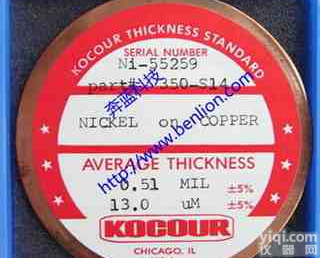 KOCOUR THICKNESS STANDARD
SERIAL NUMBER
Ni-55259
part# 17350-S14
NICKEL on COPPER
AVERAGE THICKNESS
0.51 MIL ±5%
13.0 uM ±5%
KOCOUR
CHICAGO, IL
奔蓝科技
http://www.benlion.com
yiqi.com
仪器网